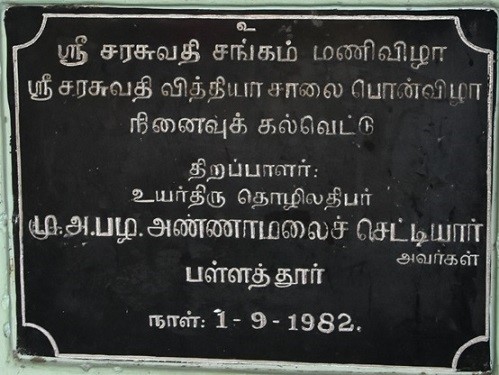 உ
ஸ்ரீ சரசுவதி சங்கம் மணிவிழா
ஸ்ரீ சரசுவதி வித்தியா சாலை பொன்விழா
நினைவுக் கல்வெட்டு
திறப்பாளர்:
உயர்திரு தொழிலதிபர்
மு.அ.பழ.அண்ணாமலைச் செட்டியார்
அவர்கள்
பள்ளத்தூர்
நாள்: 1-9-1982.